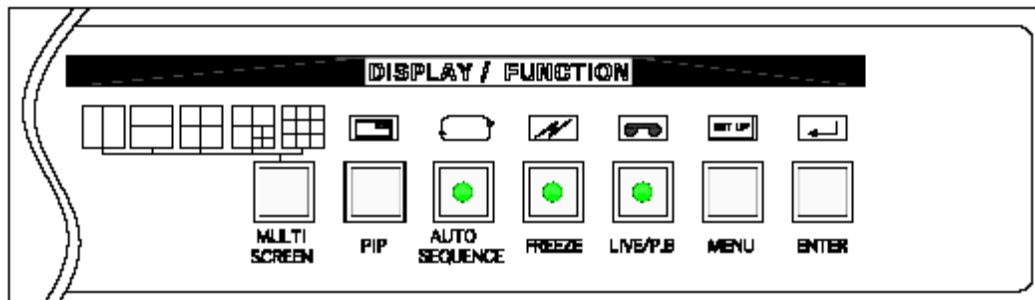 DISPLAY / FUNCTION
SET UP
MULTI SCREEN
PIP
AUTO SEQUENCE
FREEZE
LIVE/P.B
MENU
ENTER